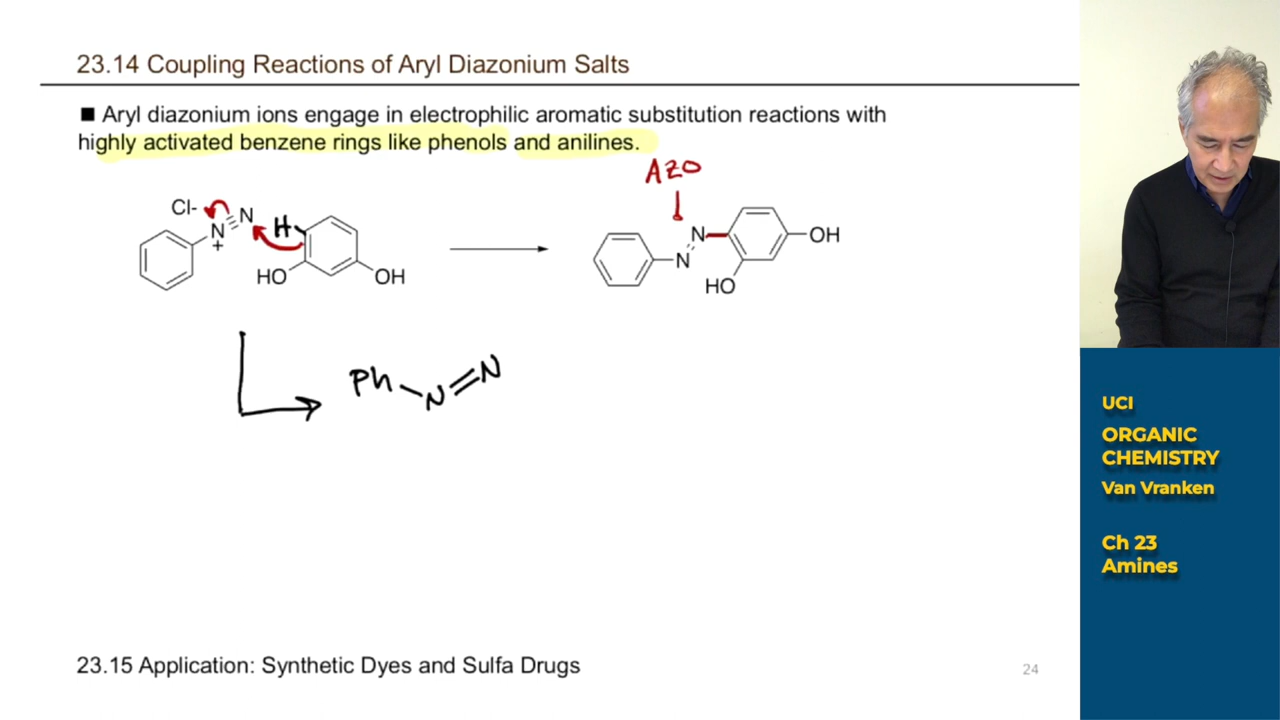 23.14 Coupling Reactions of Aryl Diazonium Salts
■ Aryl diazonium ions engage in electrophilic aromatic substitution reactions with
highly activated benzene rings like phenols and anilines.
AZO
Cl-
N
N
+
H
HO
OH
N
N
HO
OH
Ph
N
N
UCI
ORGANIC
CHEMISTRY
Van Vranken
Ch 23
Amines
23.15 Application: Synthetic Dyes and Sulfa Drugs
24